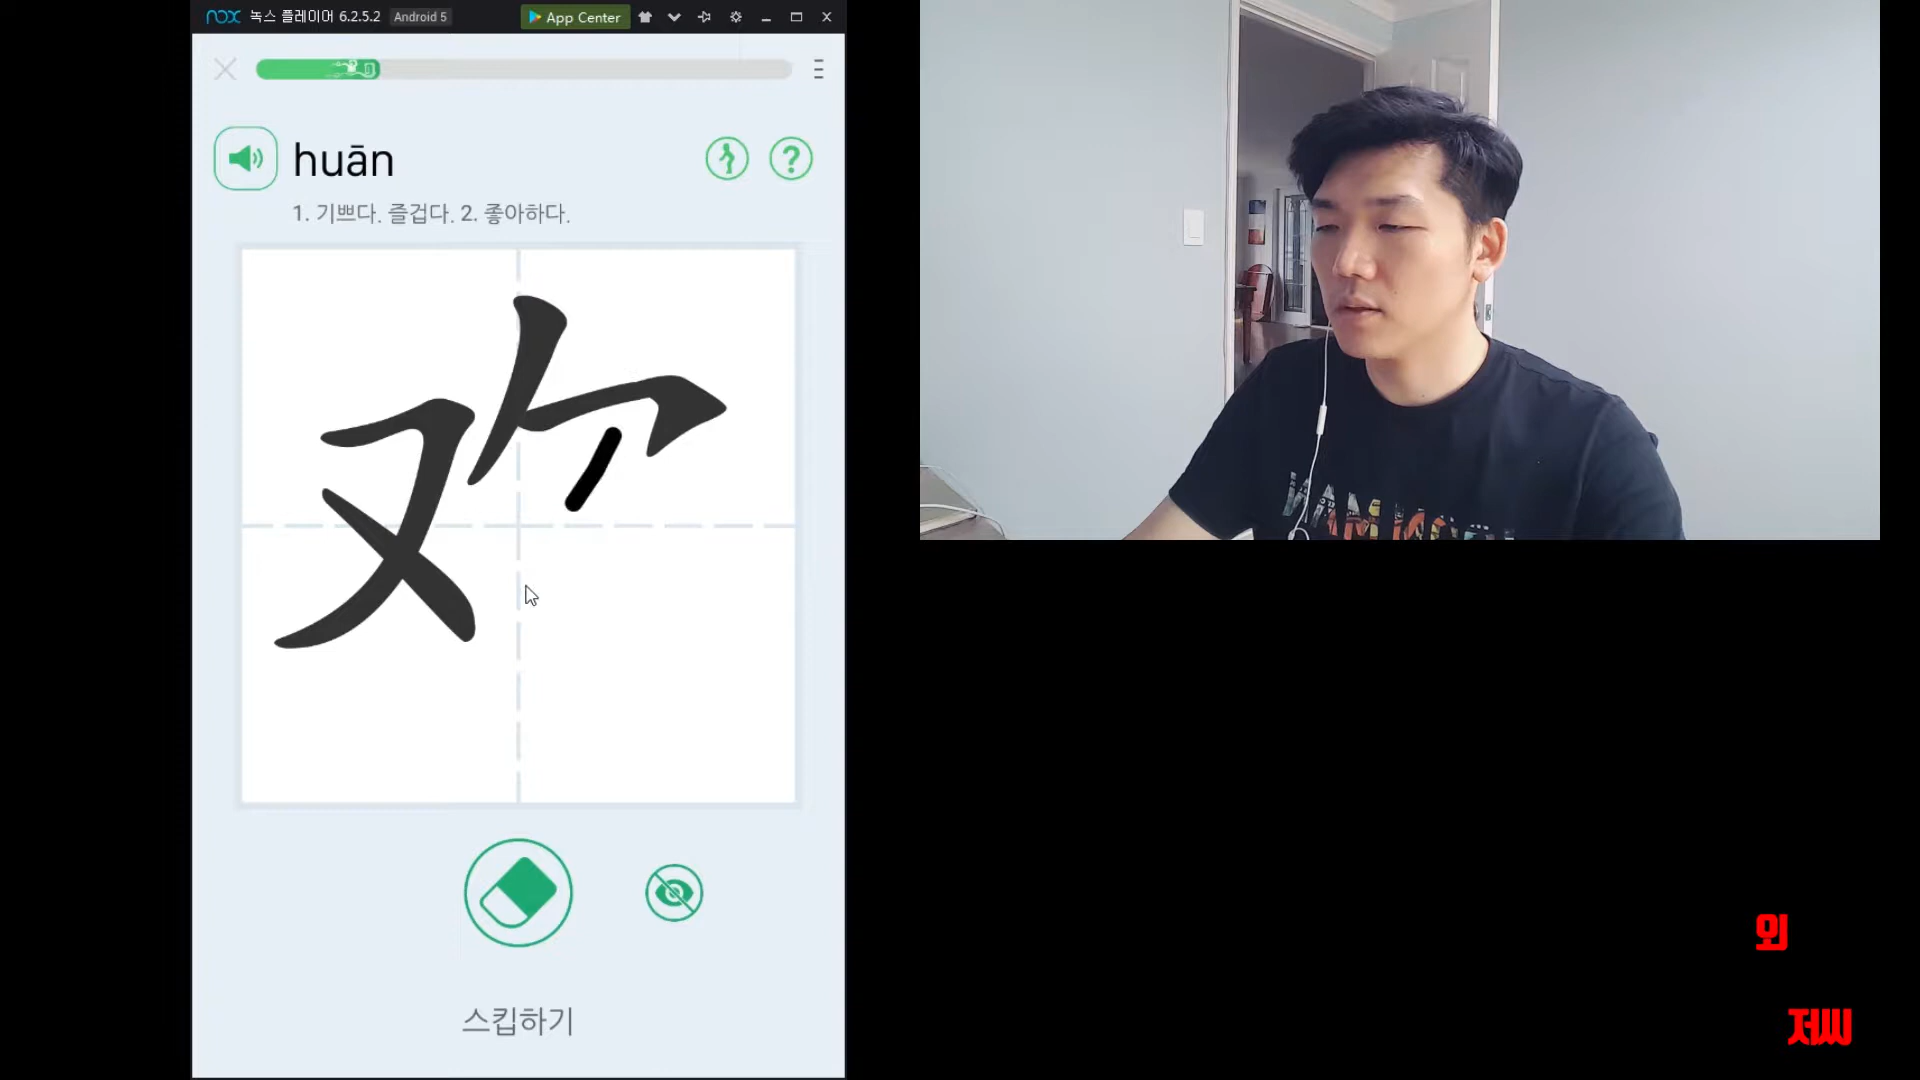 nox 녹스 플레이어 6.2.5.2 Android 5 App Center
huān
1. 기쁘다. 즐겁다. 2. 좋아하다.
스킵하기
외
저씨